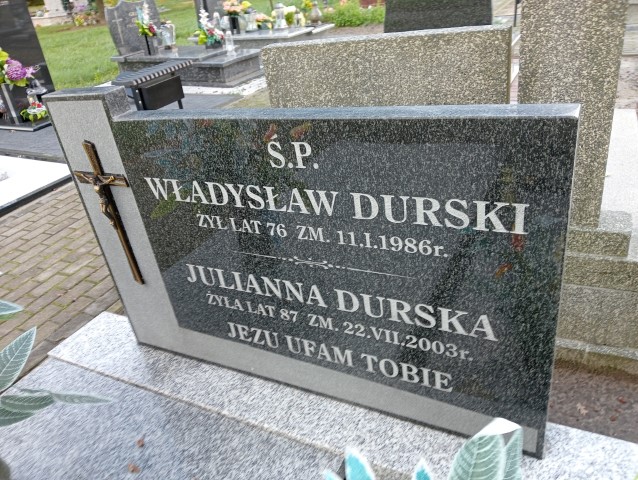 Ś.P.
WŁADYSŁAW DURSKI
ŻYŁ LAT 76 ZM. 11.I.1986r.
JULIANNA DURSKA
ŻYŁA LAT 87 ZM. 22.VII.2003r.
JEZU UFAM TOBIE